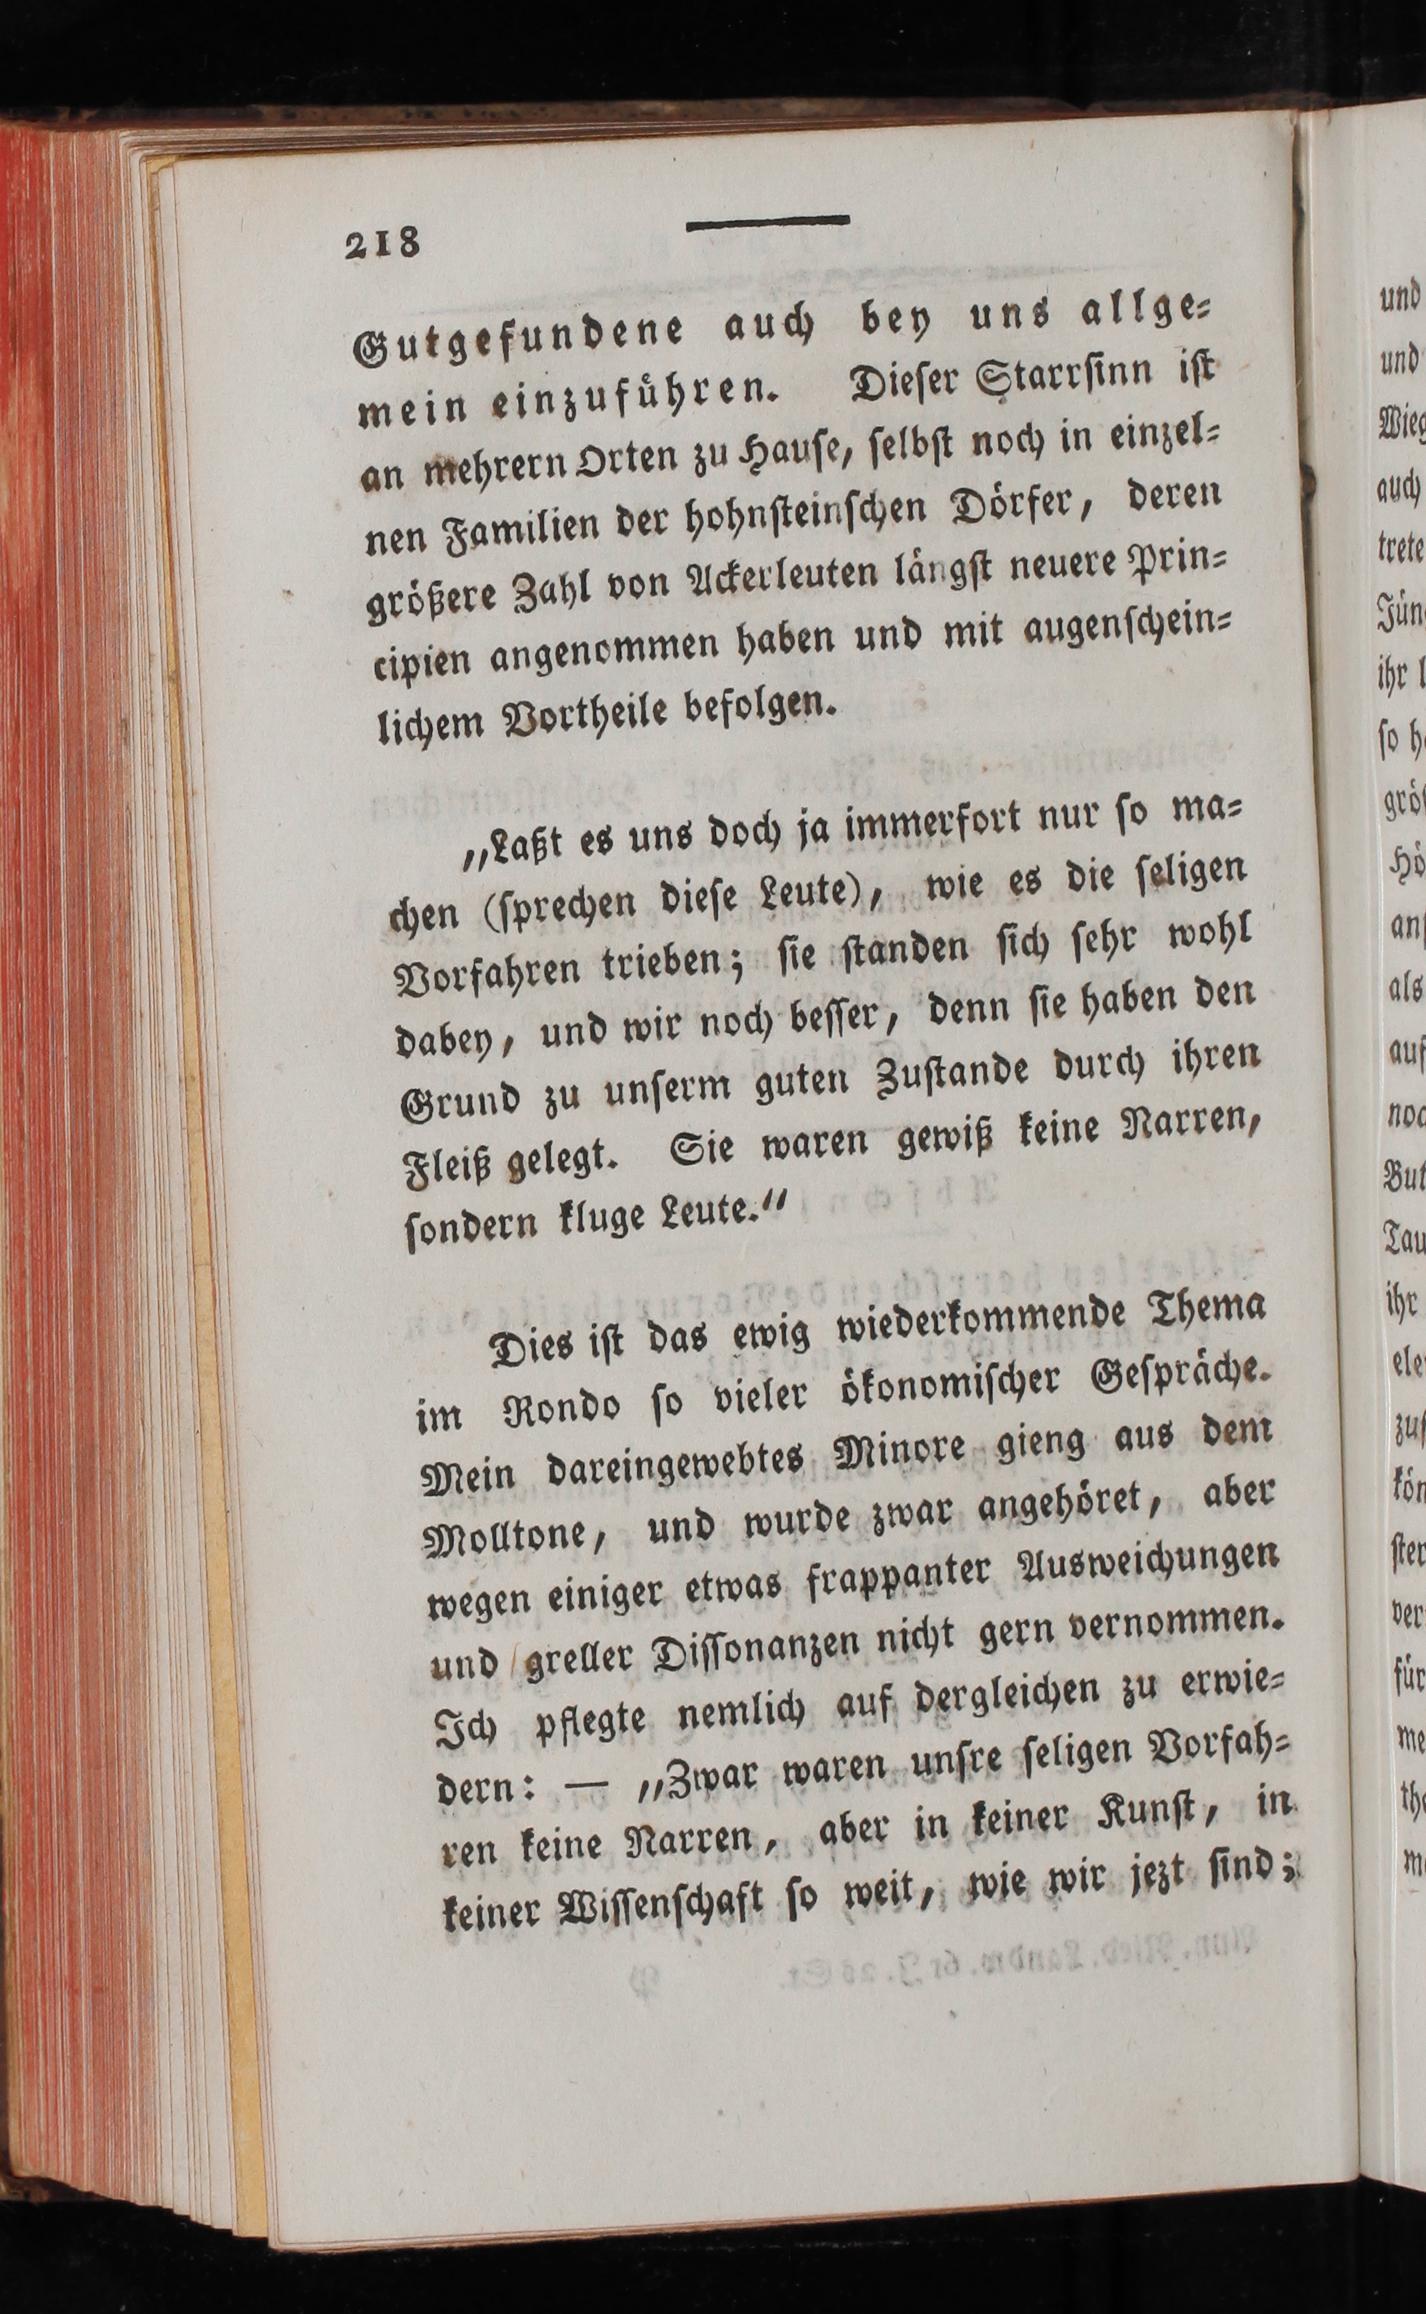 218
Gutgefundene auch bey uns allge-
mein einzuführen. Dieser Starrsinn ist
an mehrern Orten zu Hause, selbst noch in einzel-
nen Familien der hohnsteinschen Dörfer, deren
größere Zahl von Ackerleuten längst neuere Prin-
cipien angenommen haben und mit augenschein-
lichem Vortheile befolgen.
„Laßt es uns doch ja immerfort nur so ma-
chen (sprechen diese Leute), wie es die seligen
Vorfahren trieben; sie standen sich sehr wohl
dabey, und wir noch besser, denn sie haben den
Grund zu unserm guten Zustande durch ihren
Fleiß gelegt. Sie waren gewiß keine Narren,
sondern kluge Leute.“
Dies ist das ewig wiederkommende Thema
im Rondo so vieler ökonomischer Gespräche.
Mein dareingewebtes Minore gieng aus dem
Molltone, und wurde zwar angehöret, aber
wegen einiger etwas frappanter Ausweichungen
und greller Dissonanzen nicht gern vernommen.
Ich pflegte nemlich auf dergleichen zu erwie-
dern: — „Zwar waren unsre seligen Vorfah-
ren keine Narren, aber in keiner Kunst, in
keiner Wissenschaft so weit, wie wir jezt sind;
und
und
auch
ihr
als
auf
ihr